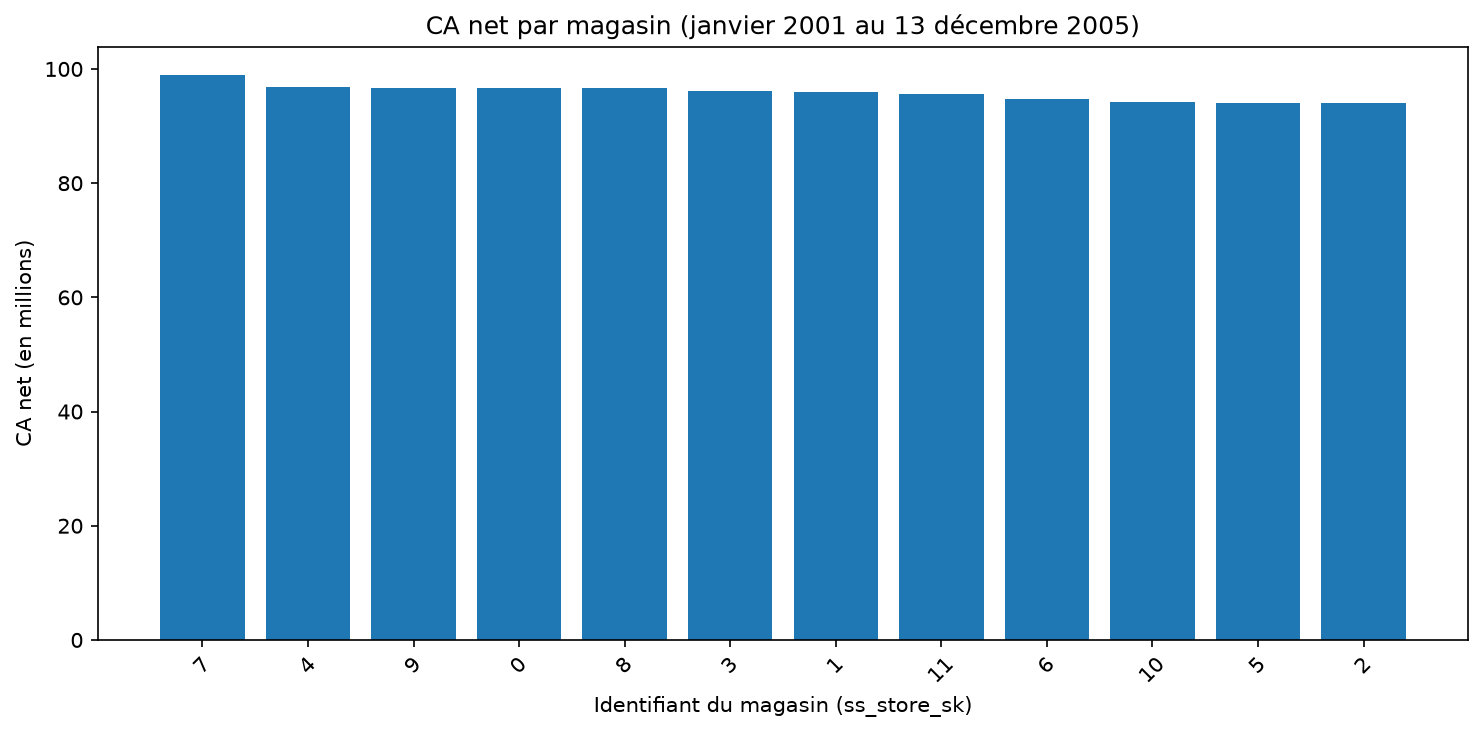 CA net par magasin (janvier 2001 au 13 décembre 2005)
CA net (en millions)
100
80
60
40
20
0
7 4 9 0 8 3 1 11 6 10 5 2
Identifiant du magasin (ss_store_sk)